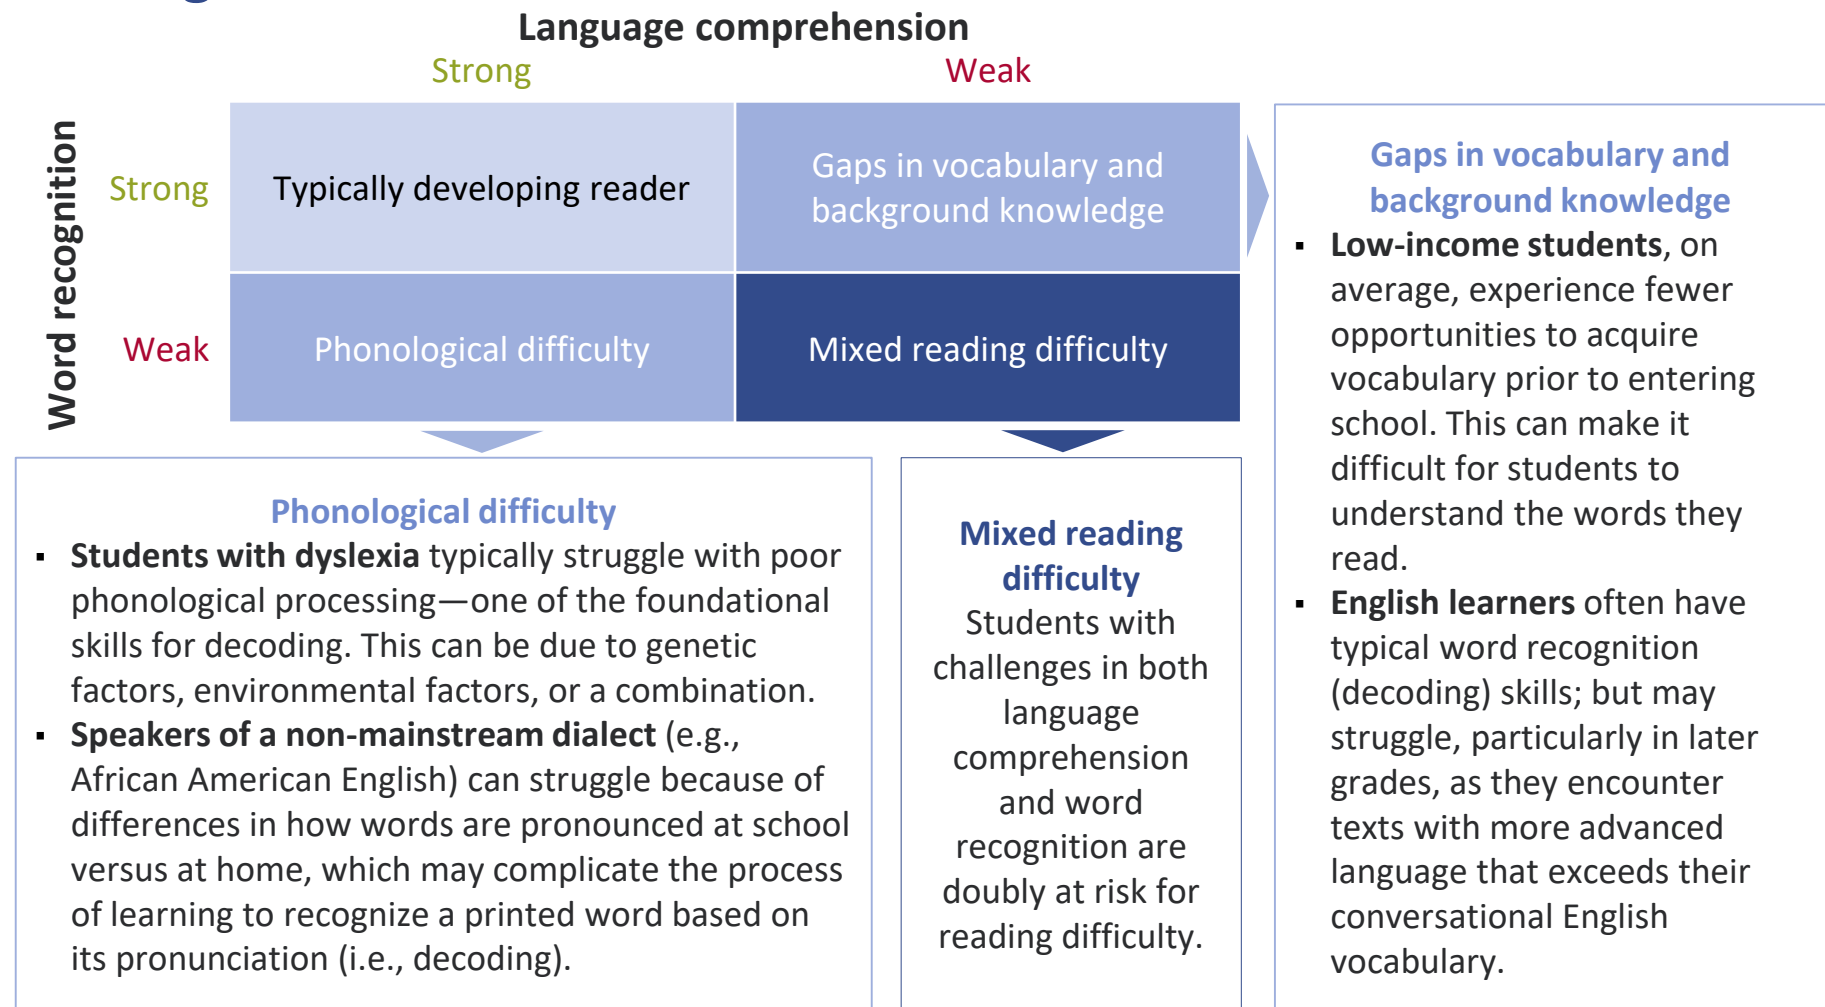 Language comprehension
Strong
Weak
Word recognition
Strong
Typically developing reader
Gaps in vocabulary and
background knowledge
Weak
Phonological difficulty
Mixed reading difficulty
Phonological difficulty
▪ Students with dyslexia typically struggle with poor
phonological processing—one of the foundational
skills for decoding. This can be due to genetic
factors, environmental factors, or a combination.
▪ Speakers of a non-mainstream dialect (e.g.,
African American English) can struggle because of
differences in how words are pronounced at school
versus at home, which may complicate the process
of learning to recognize a printed word based on
its pronunciation (i.e., decoding).
Mixed reading
difficulty
Students with
challenges in both
language
comprehension
and word
recognition are
doubly at risk for
reading difficulty.
Gaps in vocabulary and
background knowledge
▪ Low-income students, on
average, experience fewer
opportunities to acquire
vocabulary prior to entering
school. This can make it
difficult for students to
understand the words they
read.
▪ English learners often have
typical word recognition
(decoding) skills; but may
struggle, particularly in later
grades, as they encounter
texts with more advanced
language that exceeds their
conversational English
vocabulary.